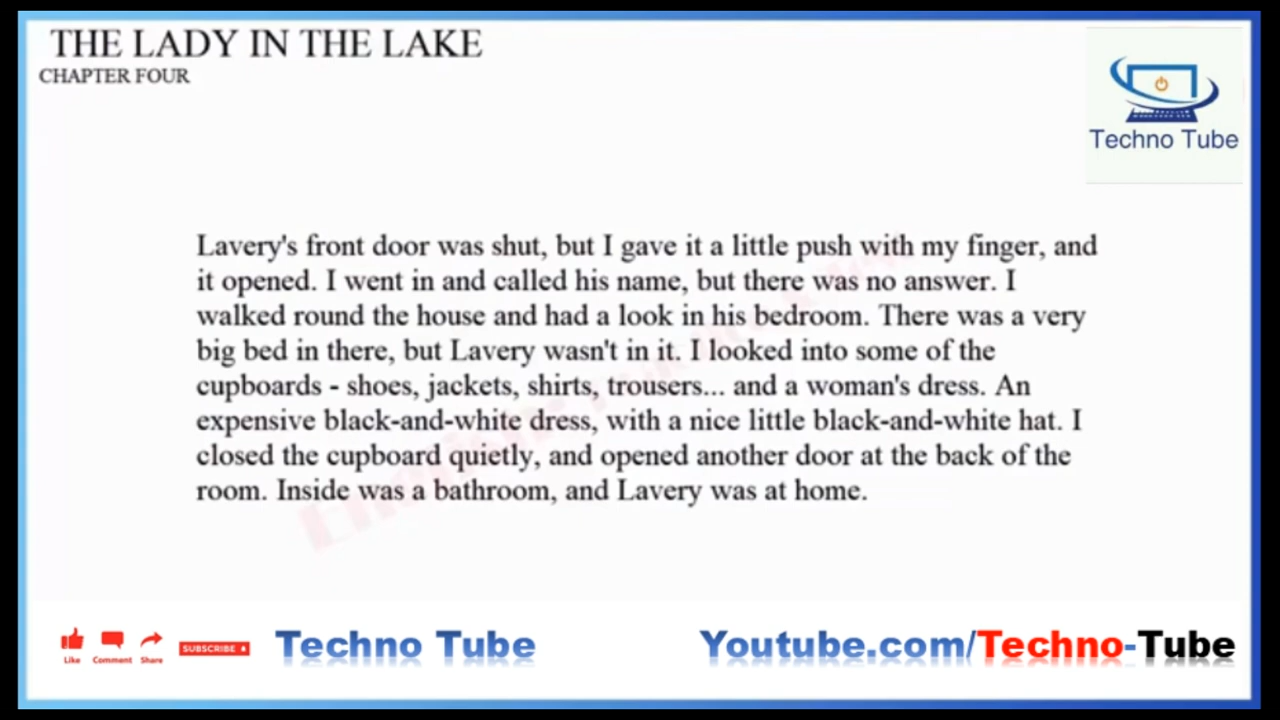 THE LADY IN THE LAKE
CHAPTER FOUR
Techno Tube
Lavery's front door was shut, but I gave it a little push with my finger, and
it opened. I went in and called his name, but there was no answer. I
walked round the house and had a look in his bedroom. There was a very
big bed in there, but Lavery wasn't in it. I looked into some of the
cupboards - shoes, jackets, shirts, trousers... and a woman's dress. An
expensive black-and-white dress, with a nice little black-and-white hat. I
closed the cupboard quietly, and opened another door at the back of the
room. Inside was a bathroom, and Lavery was at home.
Like Comment Share SUBSCRIBE Techno Tube Youtube.com/Techno-Tube